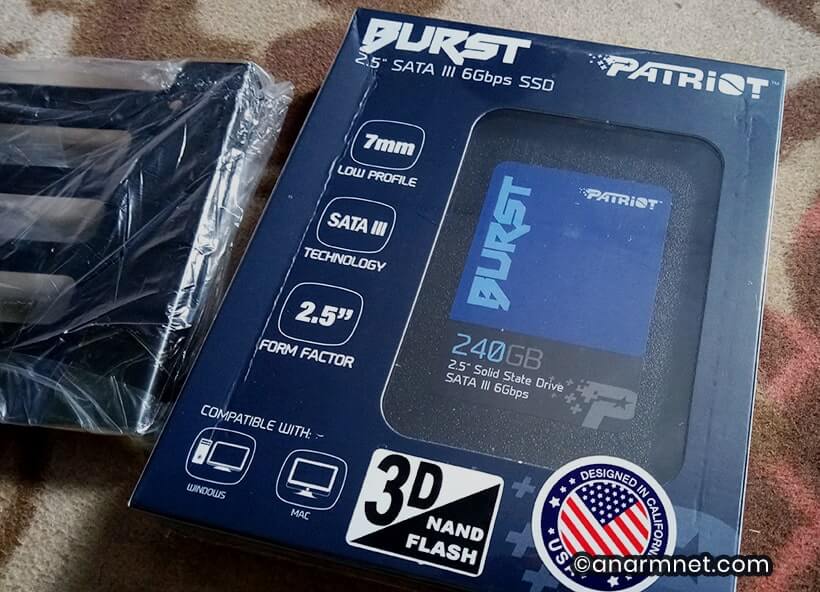 BURST
2.5" SATA III 6Gbps SSD
PATRIOT™
7mm
LOW PROFILE
SATA III
TECHNOLOGY
2.5”
FORM FACTOR
BURST
PATRIOT
240GB
2.5" Solid State Drive
SATA III 6Gbps
P
COMPATIBLE WITH: -
WINDOWS
MAC
3D
NAND
FLASH
DESIGNED IN CALIFORNIA
USA
©anarmnet.com